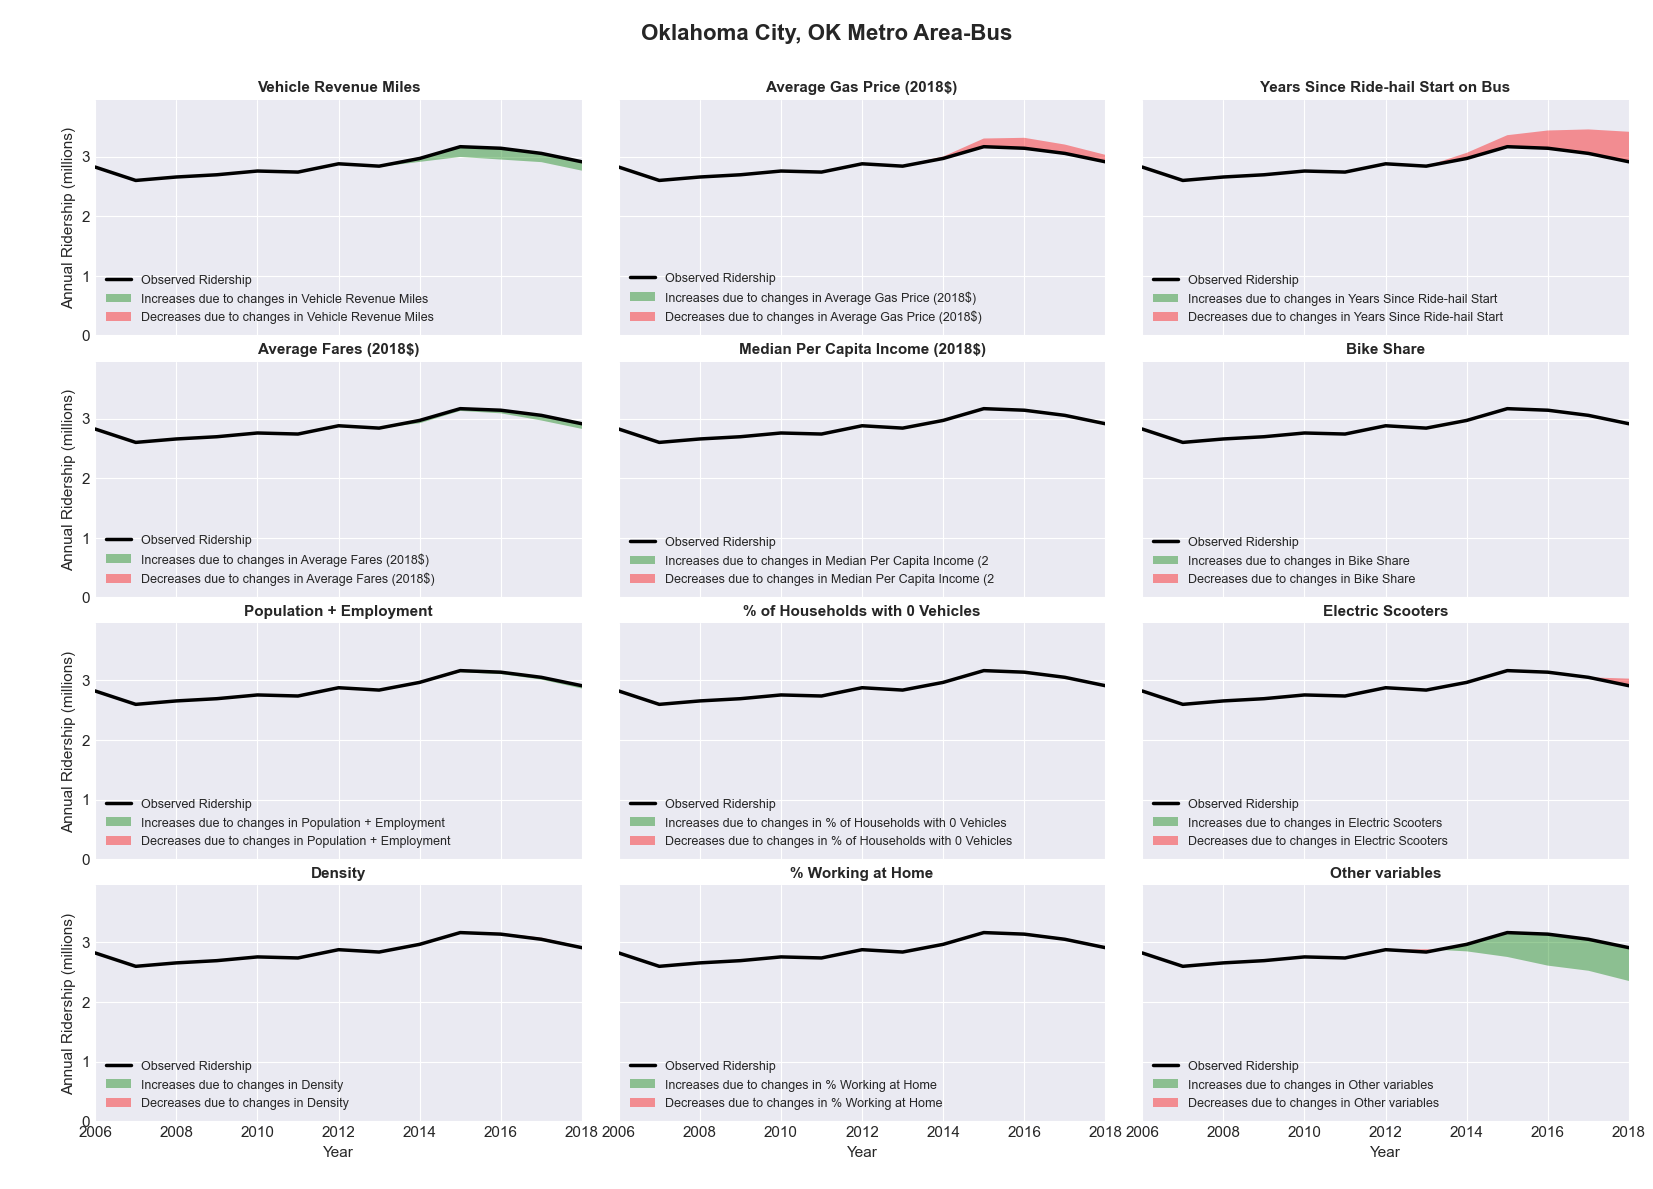 Oklahoma City, OK Metro Area-Bus
Vehicle Revenue Miles
Annual Ridership (millions)
3
2
1
0
Observed Ridership
Increases due to changes in Vehicle Revenue Miles
Decreases due to changes in Vehicle Revenue Miles
Average Gas Price (2018$)
Observed Ridership
Increases due to changes in Average Gas Price (2018$)
Decreases due to changes in Average Gas Price (2018$)
Years Since Ride-hail Start on Bus
Observed Ridership
Increases due to changes in Years Since Ride-hail Start
Decreases due to changes in Years Since Ride-hail Start
Average Fares (2018$)
Annual Ridership (millions)
3
2
1
0
Observed Ridership
Increases due to changes in Average Fares (2018$)
Decreases due to changes in Average Fares (2018$)
Median Per Capita Income (2018$)
Observed Ridership
Increases due to changes in Median Per Capita Income (2
Decreases due to changes in Median Per Capita Income (2
Bike Share
Observed Ridership
Increases due to changes in Bike Share
Decreases due to changes in Bike Share
Population + Employment
Annual Ridership (millions)
3
2
1
0
Observed Ridership
Increases due to changes in Population + Employment
Decreases due to changes in Population + Employment
% of Households with 0 Vehicles
Observed Ridership
Increases due to changes in % of Households with 0 Vehicles
Decreases due to changes in % of Households with 0 Vehicles
Electric Scooters
Observed Ridership
Increases due to changes in Electric Scooters
Decreases due to changes in Electric Scooters
Density
Annual Ridership (millions)
3
2
1
0
Observed Ridership
Increases due to changes in Density
Decreases due to changes in Density
2006 2008 2010 2012 2014 2016 2018
Year
% Working at Home
Observed Ridership
Increases due to changes in % Working at Home
Decreases due to changes in % Working at Home
2006 2008 2010 2012 2014 2016 2018
Year
Other variables
Observed Ridership
Increases due to changes in Other variables
Decreases due to changes in Other variables
2006 2008 2010 2012 2014 2016 2018
Year